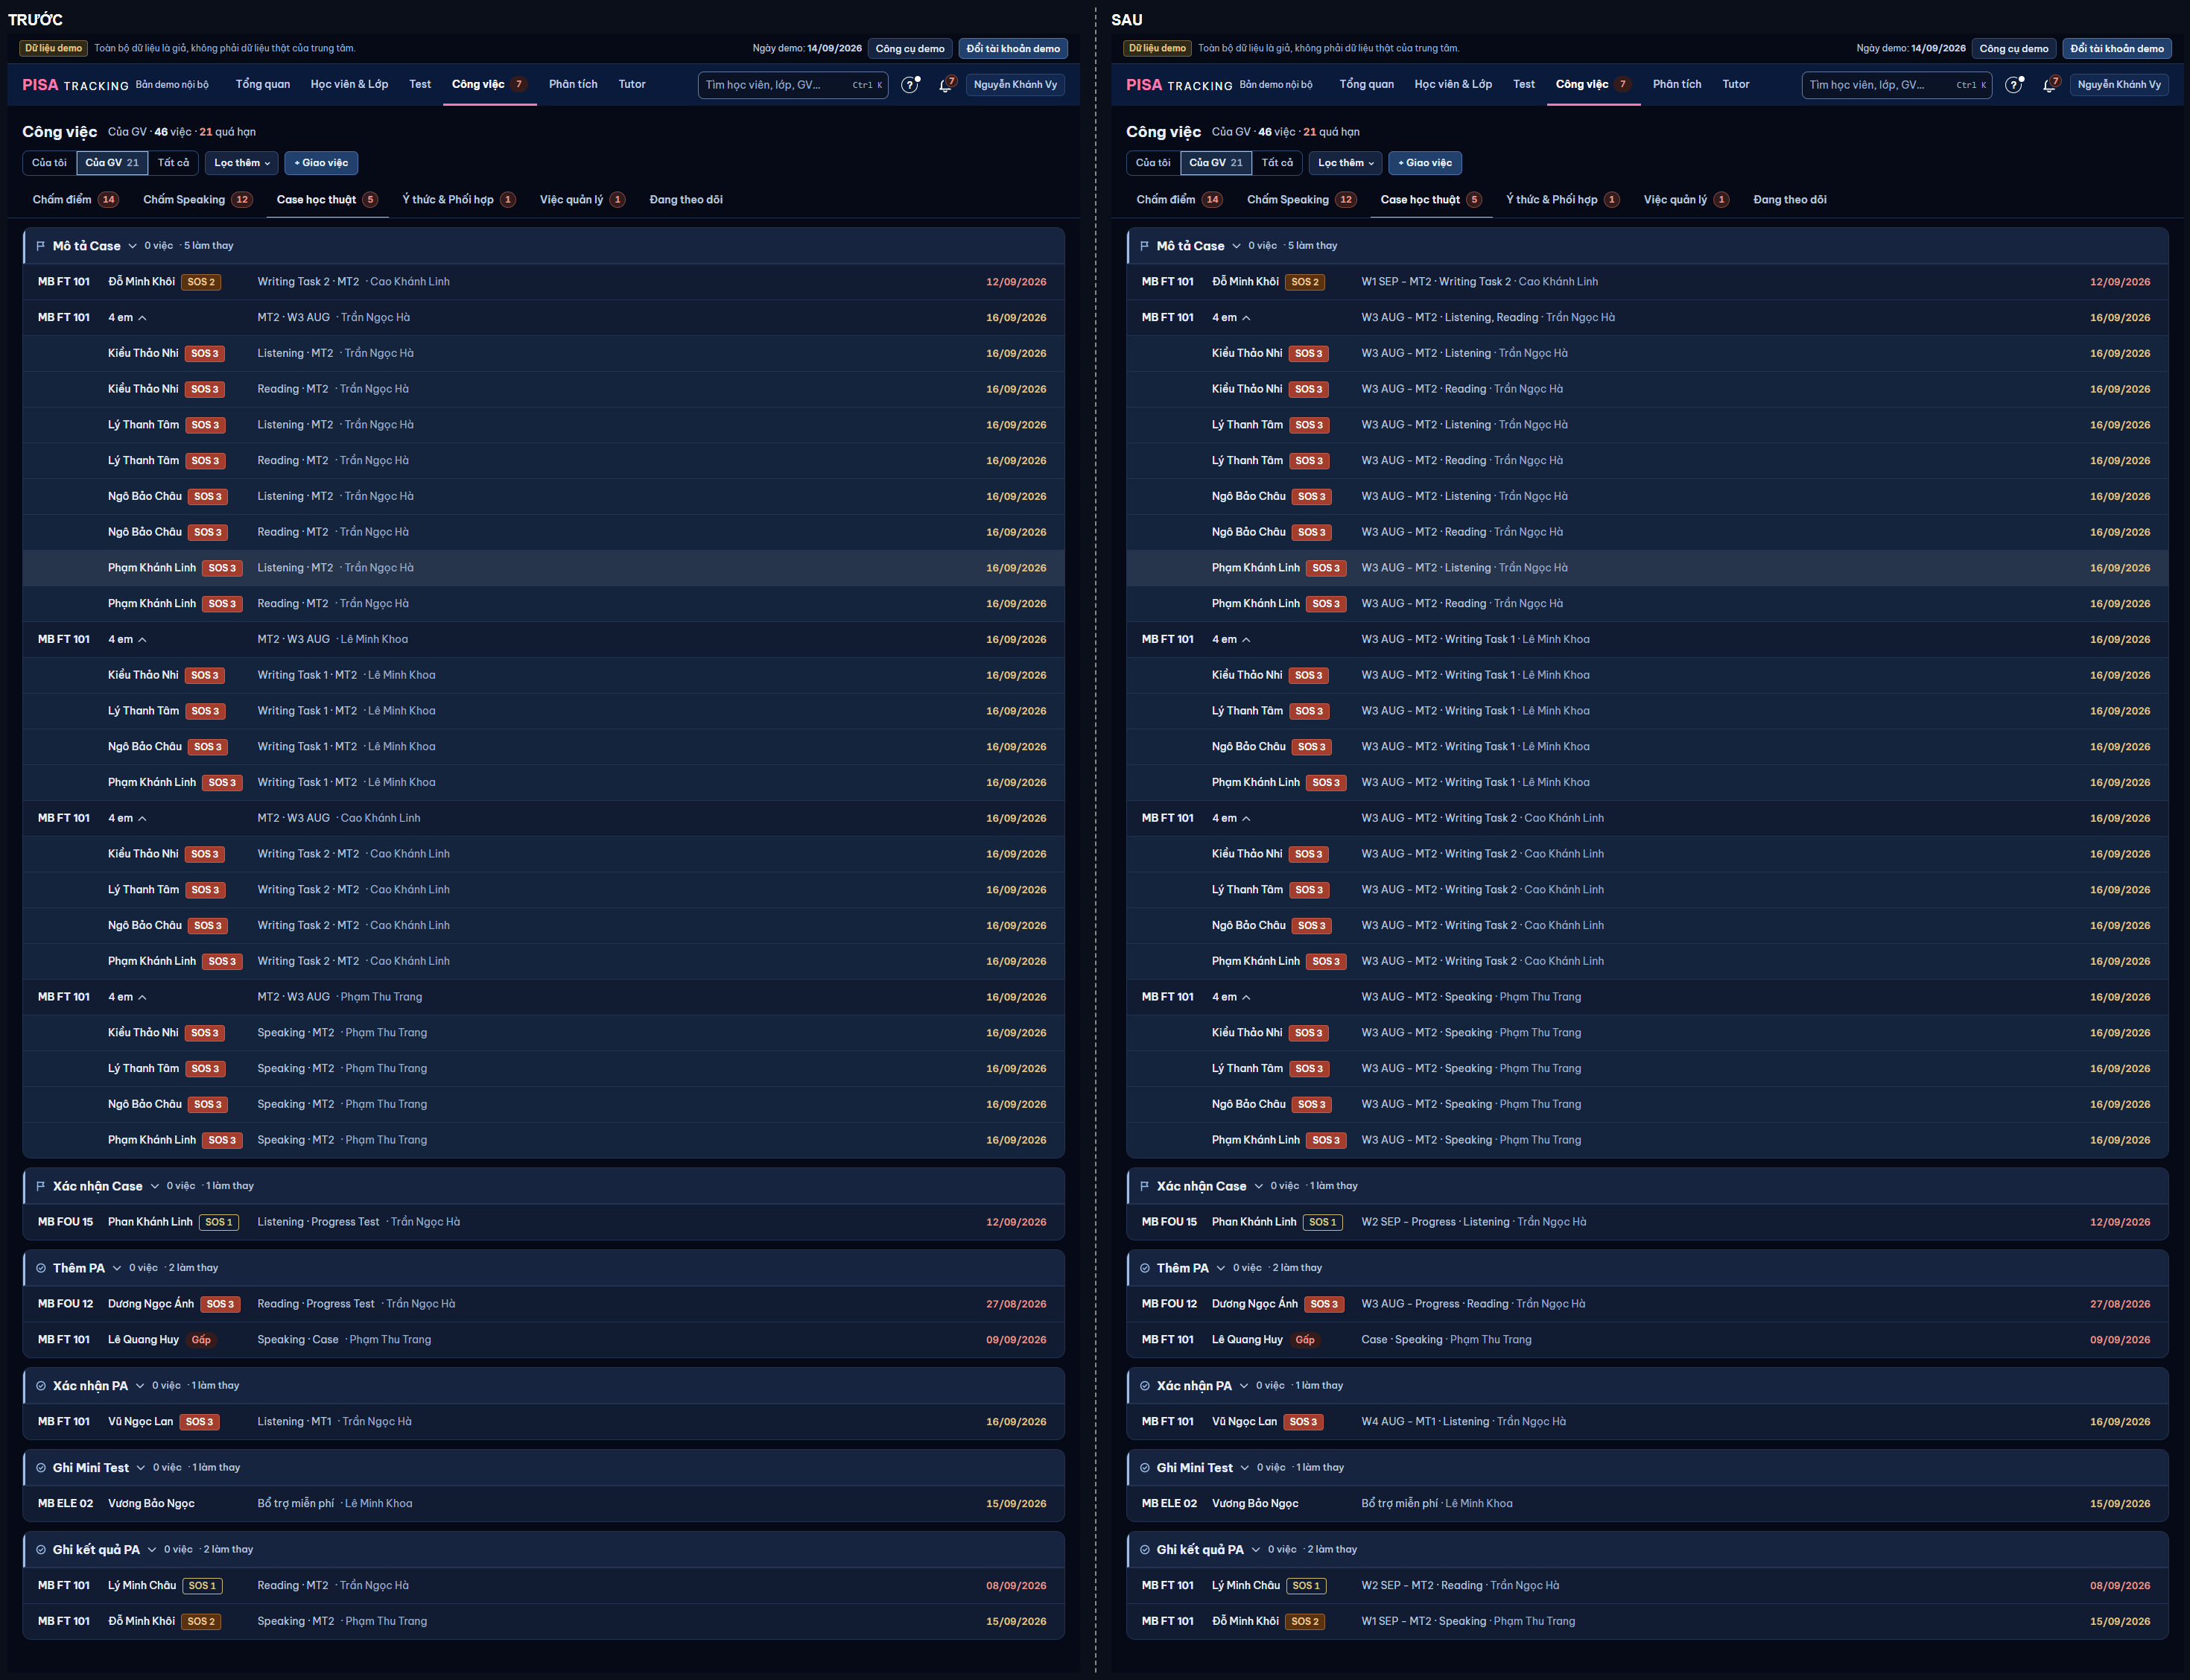 TRƯỚC
Dữ liệu demo Toàn bộ dữ liệu là giả, không phải dữ liệu thật của trung tâm. Ngày demo: 14/09/2026 Công cụ demo Đổi tài khoản demo
PISA TRACKING Bản demo nội bộ Tổng quan Học viên & Lớp Test Công việc 7 Phân tích Tutor Tìm học viên, lớp, GV... Ctrl K ? 7 Nguyễn Khánh Vy
Công việc Của GV · 46 việc · 21 quá hạn
Của tôi Của GV 21 Tất cả Lọc thêm + Giao việc
Chấm điểm 14 Chấm Speaking 12 Case học thuật 5 Ý thức & Phối hợp 1 Việc quản lý 1 Đang theo dõi
Mô tả Case 0 việc · 5 làm thay
MB FT 101 Đỗ Minh Khôi SOS 2 Writing Task 2 · MT2 · Cao Khánh Linh 12/09/2026
MB FT 101 4 em MT2 · W3 AUG · Trần Ngọc Hà 16/09/2026
Kiều Thảo Nhi SOS 3 Listening · MT2 · Trần Ngọc Hà 16/09/2026
Kiều Thảo Nhi SOS 3 Reading · MT2 · Trần Ngọc Hà 16/09/2026
Lý Thanh Tâm SOS 3 Listening · MT2 · Trần Ngọc Hà 16/09/2026
Lý Thanh Tâm SOS 3 Reading · MT2 · Trần Ngọc Hà 16/09/2026
Ngô Bảo Châu SOS 3 Listening · MT2 · Trần Ngọc Hà 16/09/2026
Ngô Bảo Châu SOS 3 Reading · MT2 · Trần Ngọc Hà 16/09/2026
Phạm Khánh Linh SOS 3 Listening · MT2 · Trần Ngọc Hà 16/09/2026
Phạm Khánh Linh SOS 3 Reading · MT2 · Trần Ngọc Hà 16/09/2026
MB FT 101 4 em MT2 · W3 AUG · Lê Minh Khoa 16/09/2026
Kiều Thảo Nhi SOS 3 Writing Task 1 · MT2 · Lê Minh Khoa 16/09/2026
Lý Thanh Tâm SOS 3 Writing Task 1 · MT2 · Lê Minh Khoa 16/09/2026
Ngô Bảo Châu SOS 3 Writing Task 1 · MT2 · Lê Minh Khoa 16/09/2026
Phạm Khánh Linh SOS 3 Writing Task 1 · MT2 · Lê Minh Khoa 16/09/2026
MB FT 101 4 em MT2 · W3 AUG · Cao Khánh Linh 16/09/2026
Kiều Thảo Nhi SOS 3 Writing Task 2 · MT2 · Cao Khánh Linh 16/09/2026
Lý Thanh Tâm SOS 3 Writing Task 2 · MT2 · Cao Khánh Linh 16/09/2026
Ngô Bảo Châu SOS 3 Writing Task 2 · MT2 · Cao Khánh Linh 16/09/2026
Phạm Khánh Linh SOS 3 Writing Task 2 · MT2 · Cao Khánh Linh 16/09/2026
MB FT 101 4 em MT2 · W3 AUG · Phạm Thu Trang 16/09/2026
Kiều Thảo Nhi SOS 3 Speaking · MT2 · Phạm Thu Trang 16/09/2026
Lý Thanh Tâm SOS 3 Speaking · MT2 · Phạm Thu Trang 16/09/2026
Ngô Bảo Châu SOS 3 Speaking · MT2 · Phạm Thu Trang 16/09/2026
Phạm Khánh Linh SOS 3 Speaking · MT2 · Phạm Thu Trang 16/09/2026
Xác nhận Case 0 việc · 1 làm thay
MB FOU 15 Phan Khánh Linh SOS 1 Listening · Progress Test · Trần Ngọc Hà 12/09/2026
Thêm PA 0 việc · 2 làm thay
MB FOU 12 Dương Ngọc Ánh SOS 3 Reading · Progress Test · Trần Ngọc Hà 27/08/2026
MB FT 101 Lê Quang Huy Gấp Speaking · Case · Phạm Thu Trang 09/09/2026
Xác nhận PA 0 việc · 1 làm thay
MB FT 101 Vũ Ngọc Lan SOS 3 Listening · MT1 · Trần Ngọc Hà 16/09/2026
Ghi Mini Test 0 việc · 1 làm thay
MB ELE 02 Vương Bảo Ngọc Bổ trợ miễn phí · Lê Minh Khoa 15/09/2026
Ghi kết quả PA 0 việc · 2 làm thay
MB FT 101 Lý Minh Châu SOS 1 Reading · MT2 · Trần Ngọc Hà 08/09/2026
MB FT 101 Đỗ Minh Khôi SOS 2 Speaking · MT2 · Phạm Thu Trang 15/09/2026
SAU
Dữ liệu demo Toàn bộ dữ liệu là giả, không phải dữ liệu thật của trung tâm. Ngày demo: 14/09/2026 Công cụ demo Đổi tài khoản demo
PISA TRACKING Bản demo nội bộ Tổng quan Học viên & Lớp Test Công việc 7 Phân tích Tutor Tìm học viên, lớp, GV... Ctrl K ? 7 Nguyễn Khánh Vy
Công việc Của GV · 46 việc · 21 quá hạn
Của tôi Của GV 21 Tất cả Lọc thêm + Giao việc
Chấm điểm 14 Chấm Speaking 12 Case học thuật 5 Ý thức & Phối hợp 1 Việc quản lý 1 Đang theo dõi
Mô tả Case 0 việc · 5 làm thay
MB FT 101 Đỗ Minh Khôi SOS 2 W1 SEP - MT2 · Writing Task 2 · Cao Khánh Linh 12/09/2026
MB FT 101 4 em W3 AUG - MT2 · Listening, Reading · Trần Ngọc Hà 16/09/2026
Kiều Thảo Nhi SOS 3 W3 AUG - MT2 · Listening · Trần Ngọc Hà 16/09/2026
Kiều Thảo Nhi SOS 3 W3 AUG - MT2 · Reading · Trần Ngọc Hà 16/09/2026
Lý Thanh Tâm SOS 3 W3 AUG - MT2 · Listening · Trần Ngọc Hà 16/09/2026
Lý Thanh Tâm SOS 3 W3 AUG - MT2 · Reading · Trần Ngọc Hà 16/09/2026
Ngô Bảo Châu SOS 3 W3 AUG - MT2 · Listening · Trần Ngọc Hà 16/09/2026
Ngô Bảo Châu SOS 3 W3 AUG - MT2 · Reading · Trần Ngọc Hà 16/09/2026
Phạm Khánh Linh SOS 3 W3 AUG - MT2 · Listening · Trần Ngọc Hà 16/09/2026
Phạm Khánh Linh SOS 3 W3 AUG - MT2 · Reading · Trần Ngọc Hà 16/09/2026
MB FT 101 4 em W3 AUG - MT2 · Writing Task 1 · Lê Minh Khoa 16/09/2026
Kiều Thảo Nhi SOS 3 W3 AUG - MT2 · Writing Task 1 · Lê Minh Khoa 16/09/2026
Lý Thanh Tâm SOS 3 W3 AUG - MT2 · Writing Task 1 · Lê Minh Khoa 16/09/2026
Ngô Bảo Châu SOS 3 W3 AUG - MT2 · Writing Task 1 · Lê Minh Khoa 16/09/2026
Phạm Khánh Linh SOS 3 W3 AUG - MT2 · Writing Task 1 · Lê Minh Khoa 16/09/2026
MB FT 101 4 em W3 AUG - MT2 · Writing Task 2 · Cao Khánh Linh 16/09/2026
Kiều Thảo Nhi SOS 3 W3 AUG - MT2 · Writing Task 2 · Cao Khánh Linh 16/09/2026
Lý Thanh Tâm SOS 3 W3 AUG - MT2 · Writing Task 2 · Cao Khánh Linh 16/09/2026
Ngô Bảo Châu SOS 3 W3 AUG - MT2 · Writing Task 2 · Cao Khánh Linh 16/09/2026
Phạm Khánh Linh SOS 3 W3 AUG - MT2 · Writing Task 2 · Cao Khánh Linh 16/09/2026
MB FT 101 4 em W3 AUG - MT2 · Speaking · Phạm Thu Trang 16/09/2026
Kiều Thảo Nhi SOS 3 W3 AUG - MT2 · Speaking · Phạm Thu Trang 16/09/2026
Lý Thanh Tâm SOS 3 W3 AUG - MT2 · Speaking · Phạm Thu Trang 16/09/2026
Ngô Bảo Châu SOS 3 W3 AUG - MT2 · Speaking · Phạm Thu Trang 16/09/2026
Phạm Khánh Linh SOS 3 W3 AUG - MT2 · Speaking · Phạm Thu Trang 16/09/2026
Xác nhận Case 0 việc · 1 làm thay
MB FOU 15 Phan Khánh Linh SOS 1 W2 SEP - Progress · Listening · Trần Ngọc Hà 12/09/2026
Thêm PA 0 việc · 2 làm thay
MB FOU 12 Dương Ngọc Ánh SOS 3 W3 AUG - Progress · Reading · Trần Ngọc Hà 27/08/2026
MB FT 101 Lê Quang Huy Gấp Case · Speaking · Phạm Thu Trang 09/09/2026
Xác nhận PA 0 việc · 1 làm thay
MB FT 101 Vũ Ngọc Lan SOS 3 W4 AUG - MT1 · Listening · Trần Ngọc Hà 16/09/2026
Ghi Mini Test 0 việc · 1 làm thay
MB ELE 02 Vương Bảo Ngọc Bổ trợ miễn phí · Lê Minh Khoa 15/09/2026
Ghi kết quả PA 0 việc · 2 làm thay
MB FT 101 Lý Minh Châu SOS 1 W2 SEP - MT2 · Reading · Trần Ngọc Hà 08/09/2026
MB FT 101 Đỗ Minh Khôi SOS 2 W1 SEP - MT2 · Speaking · Phạm Thu Trang 15/09/2026